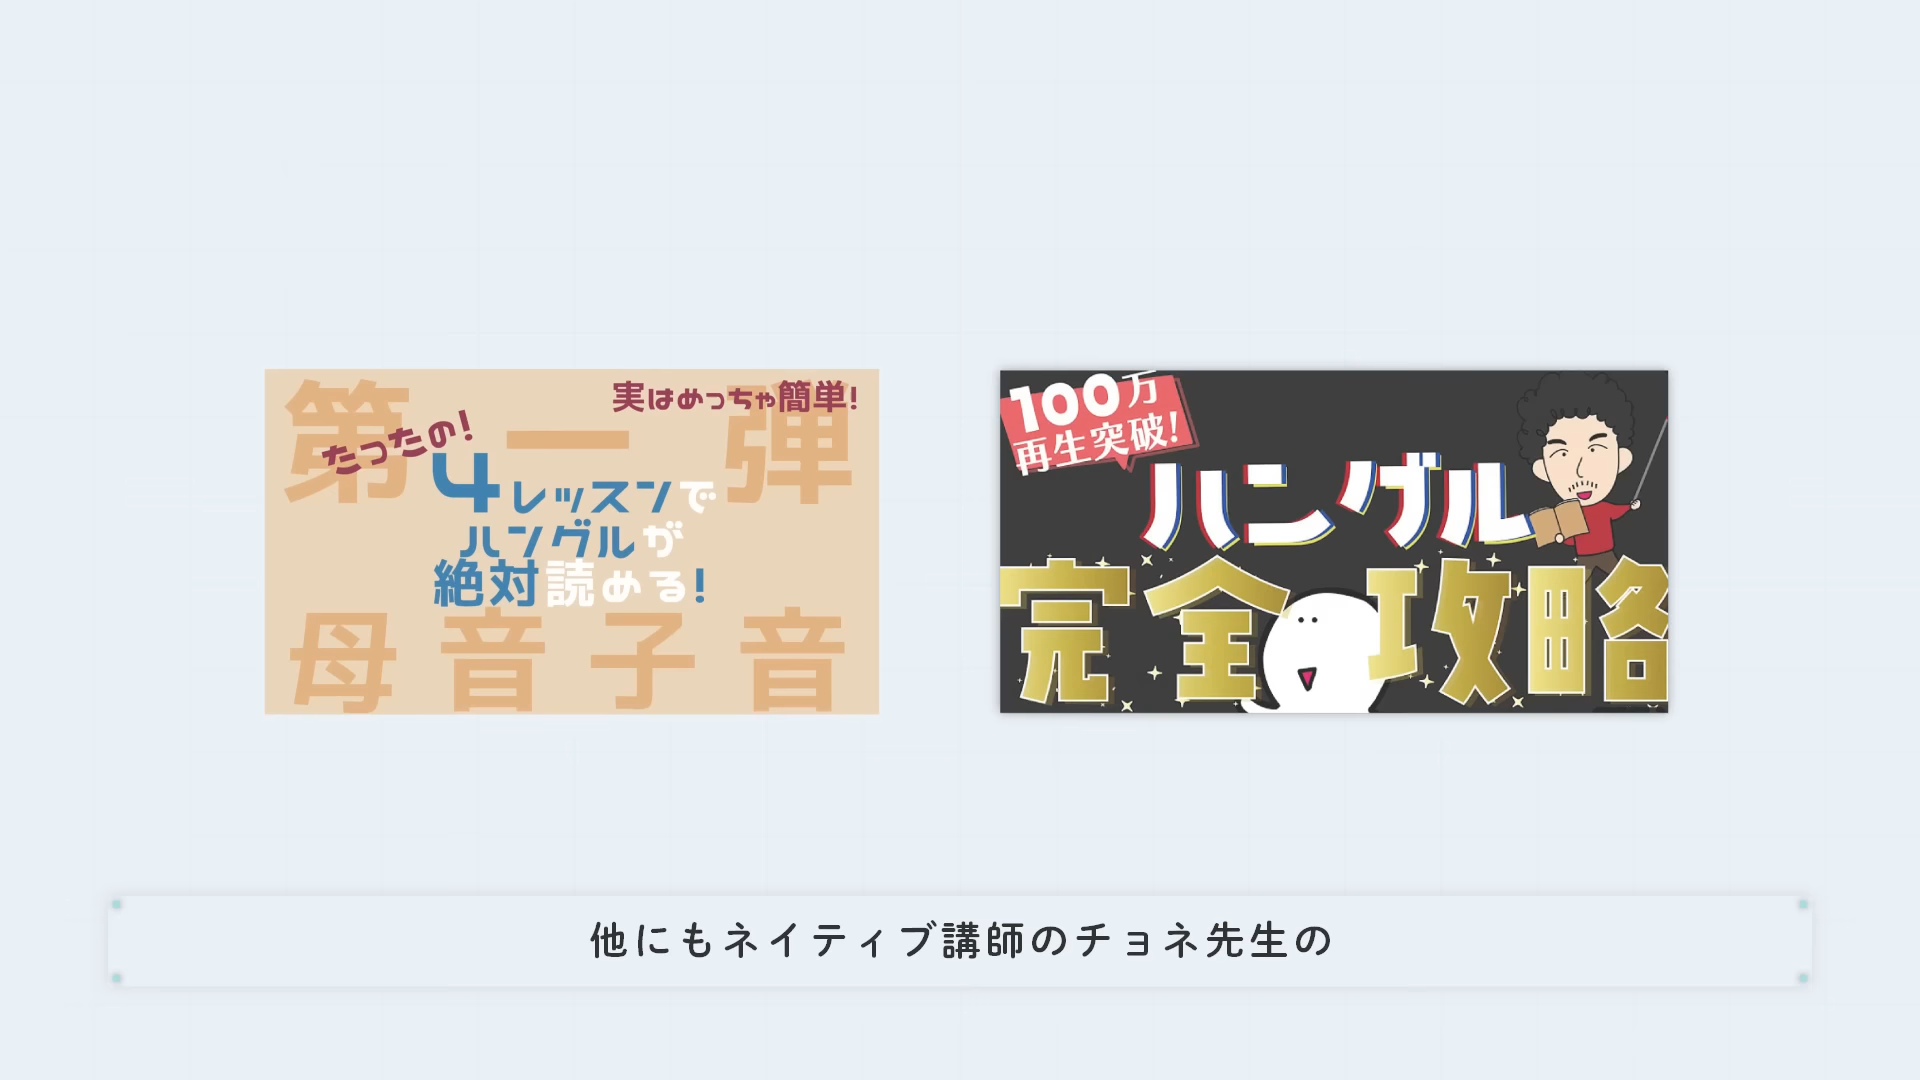 第一弾
実はめっちゃ簡単!
たったの!
4レッスンで
ハングルが
絶対読める!
母音子音
100万
再生突破!
ハングル
完全攻略
他にもネイティブ講師のチョネ先生の